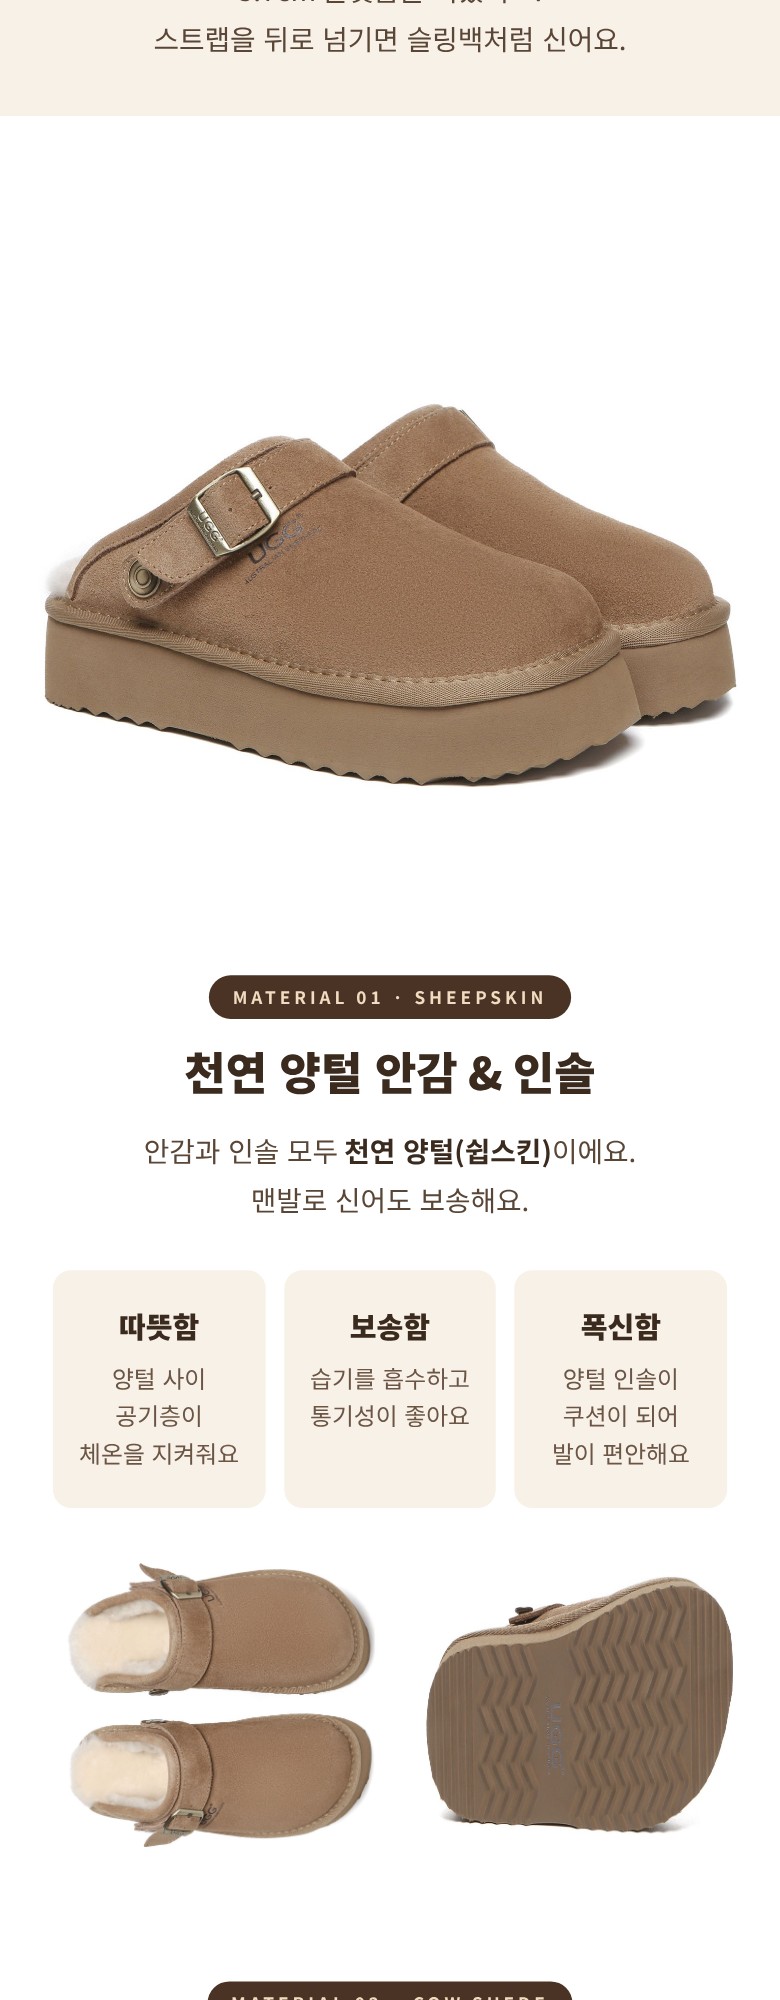 스트랩을 뒤로 넘기면 슬링백처럼 신어요.
UGG
UGG
MATERIAL 01 · SHEEPSKIN
천연 양털 안감 & 인솔
안감과 인솔 모두 천연 양털(쉽스킨)이에요.
맨발로 신어도 보송해요.
따뜻함
양털 사이
공기층이
체온을 지켜줘요
보송함
습기를 흡수하고
통기성이 좋아요
폭신함
양털 인솔이
쿠션이 되어
발이 편안해요